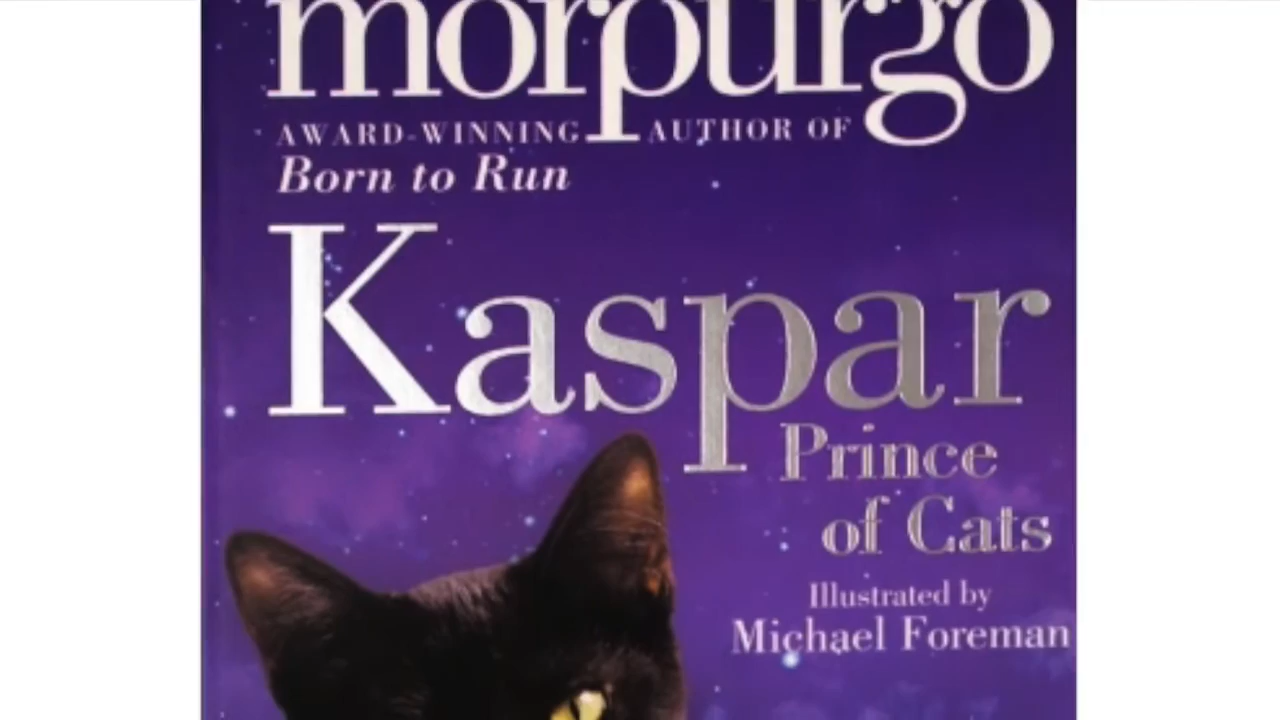 morpurgo
AWARD-WINNING AUTHOR OF
Born to Run
Kaspar
Prince
of Cats
Illustrated by
Michael Foreman